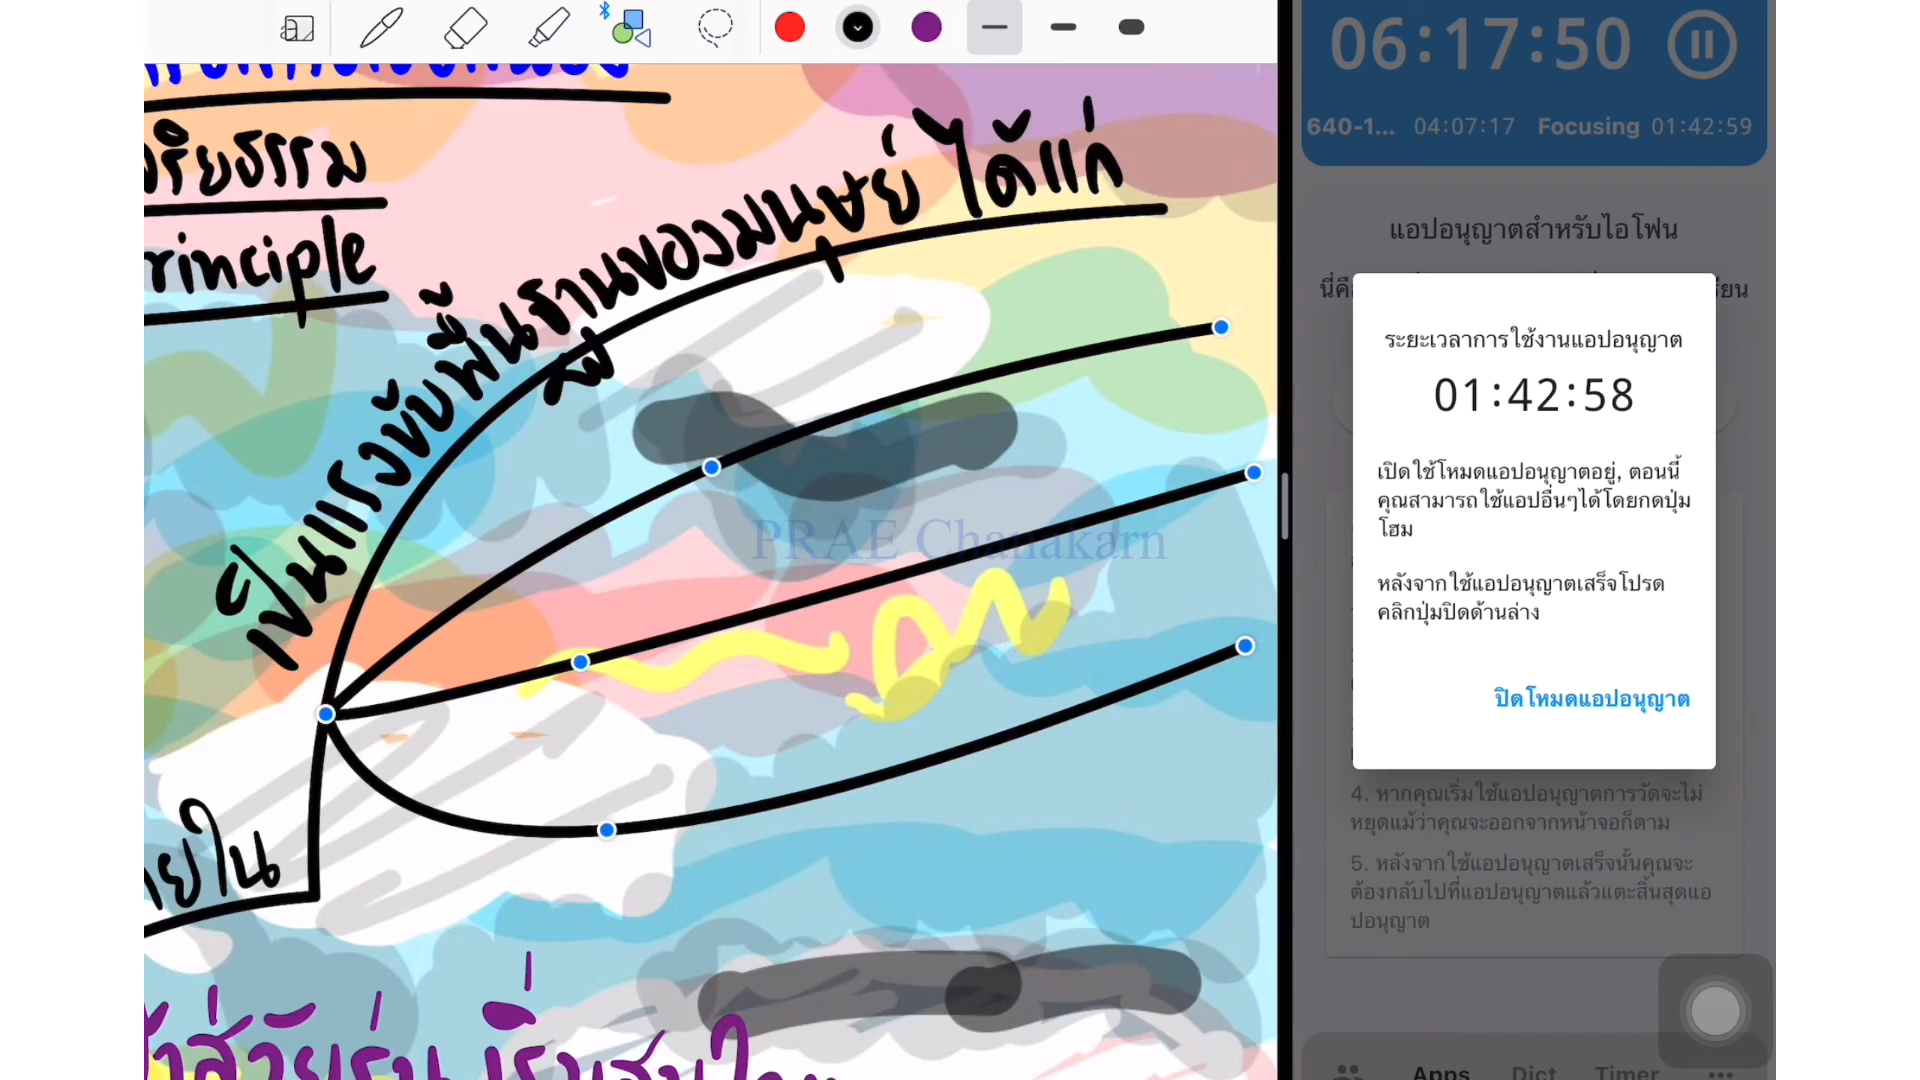 จริยธรรม
Principle
เป็นแรงขับพื้นฐานของมนุษย์ ได้แก่
PRAE Chanakarn
ภายใน
06:17:50
640-1... 04:07:17 Focusing 01:42:59
แอปอนุญาตสำหรับไอโฟน
ระยะเวลาการใช้งานแอปอนุญาต
01:42:58
เปิดใช้โหมดแอปอนุญาตอยู่, ตอนนี้
คุณสามารถใช้แอปอื่นๆได้โดยกดปุ่ม
โฮม
หลังจากใช้แอปอนุญาตเสร็จโปรด
คลิกปุ่มปิดด้านล่าง
ปิดโหมดแอปอนุญาต
4. หากคุณเริ่มใช้แอปอนุญาตการวัดจะไม่
หยุดแม้ว่าคุณจะออกจากหน้าจอก็ตาม
5. หลังจากใช้แอปอนุญาตเสร็จนั้นคุณจะ
ต้องกลับไปที่แอปอนุญาตแล้วแตะสิ้นสุดแอ
ปอนุญาต
Apps Dict Timer